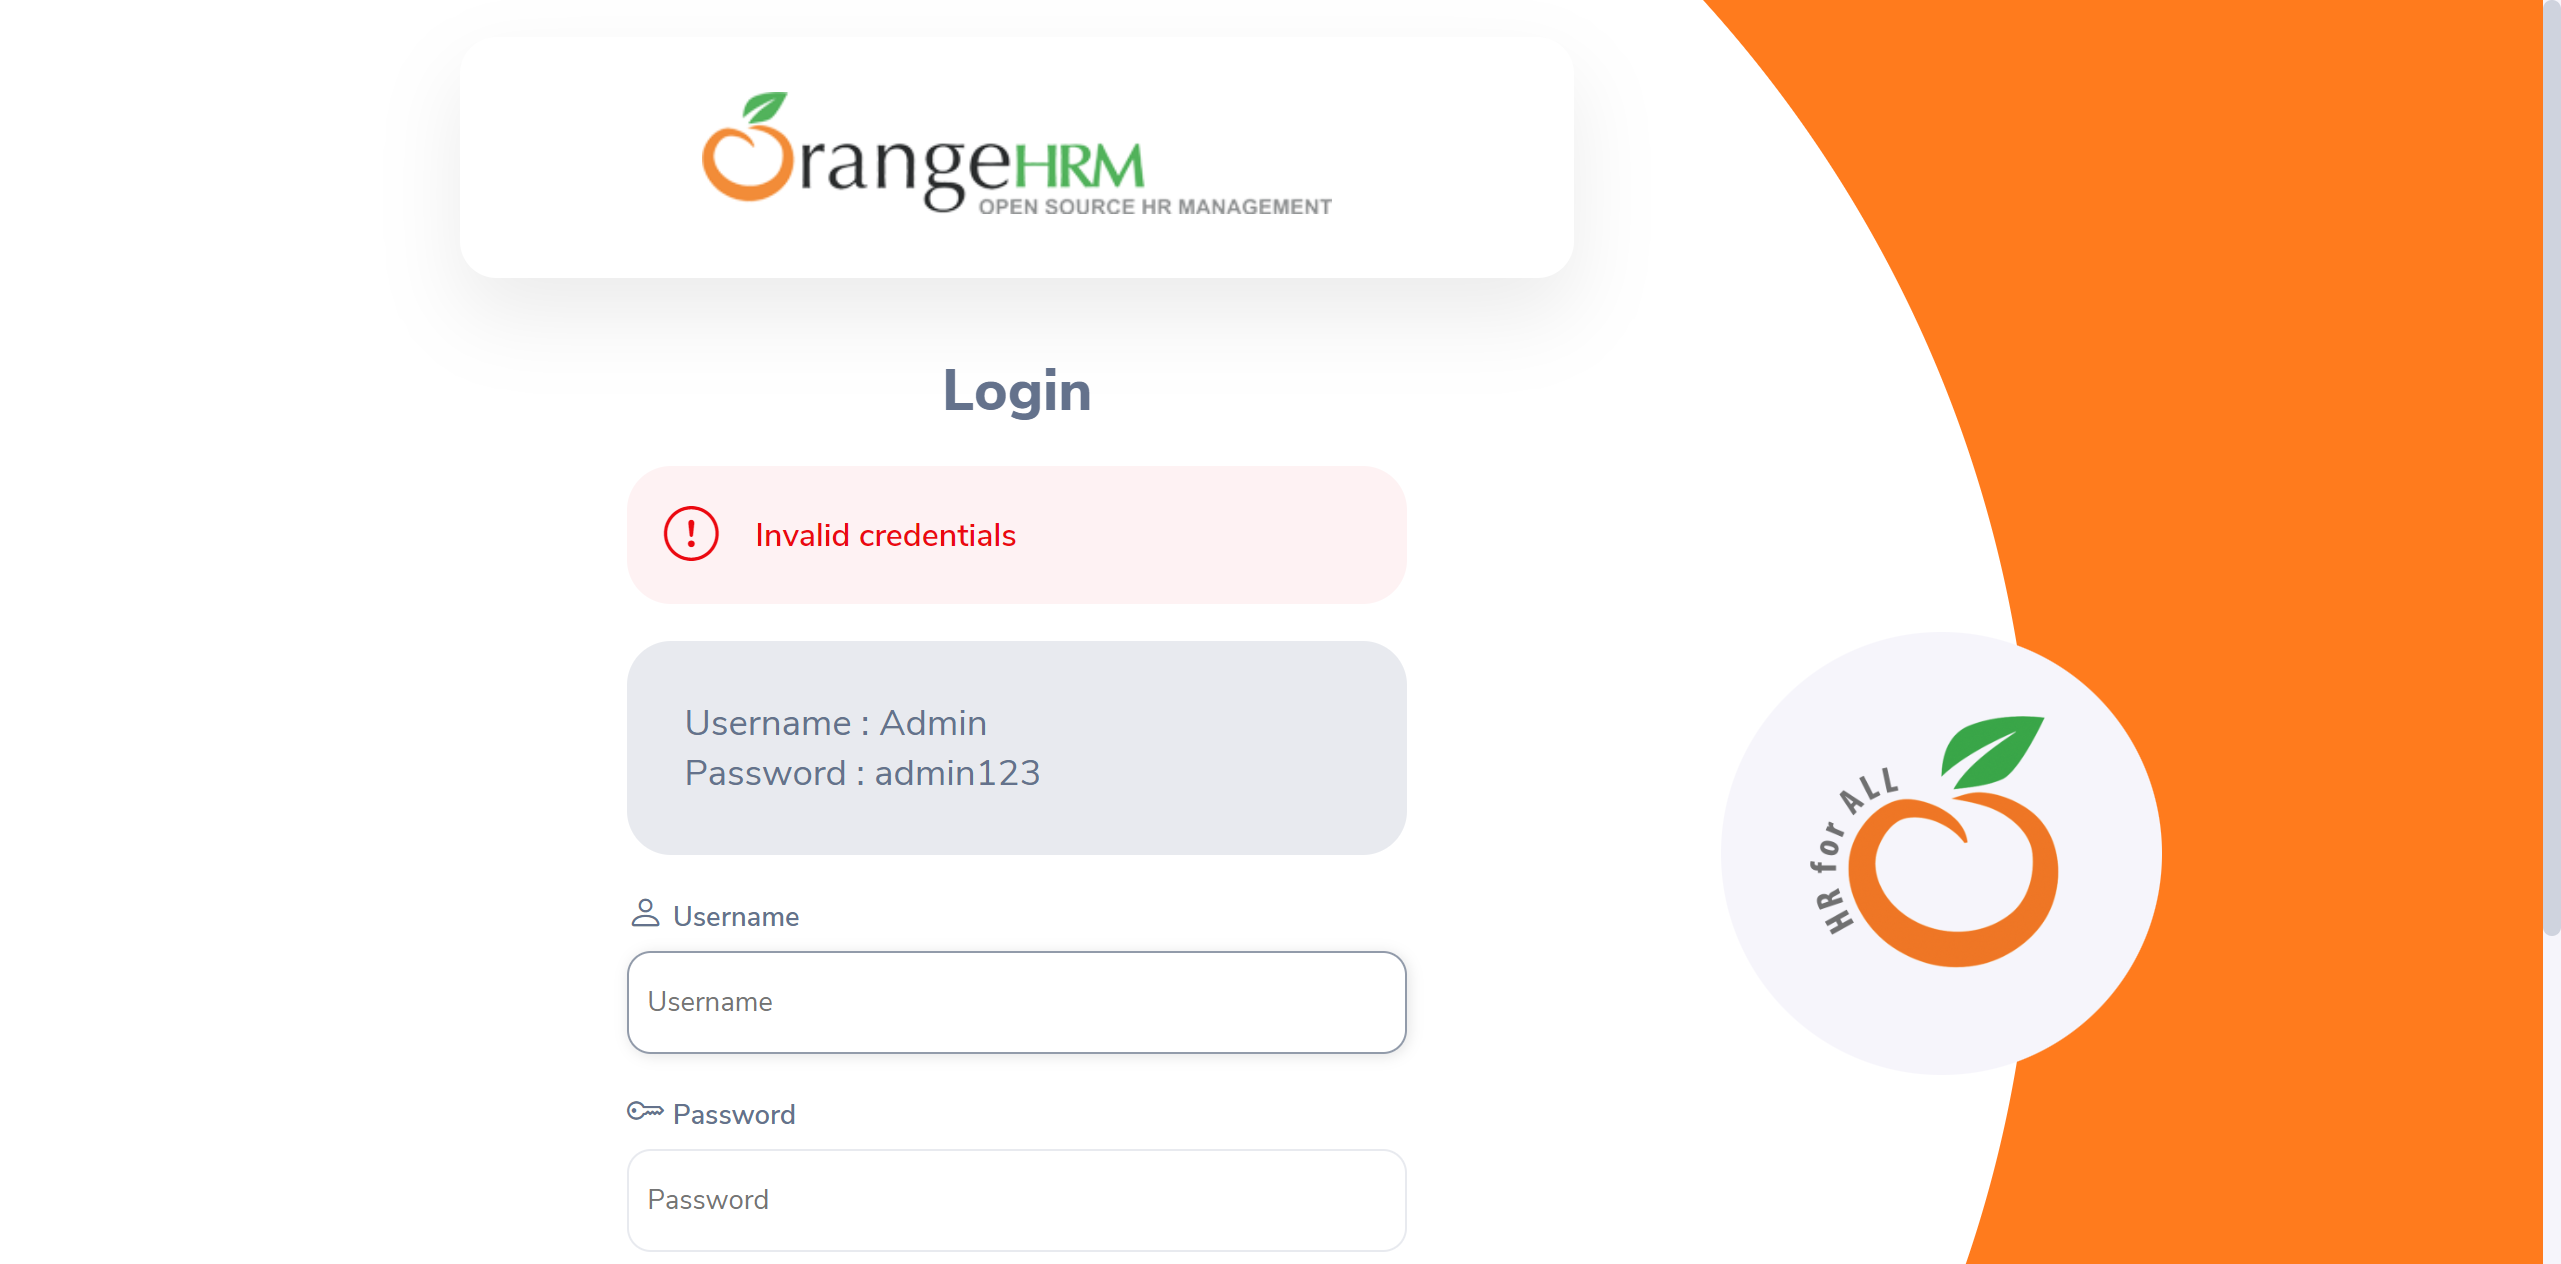 OrangeHRM
OPEN SOURCE HR MANAGEMENT
Login
Invalid credentials
Username : Admin
Password : admin123
Username
Username
Password
Password
HR for ALL